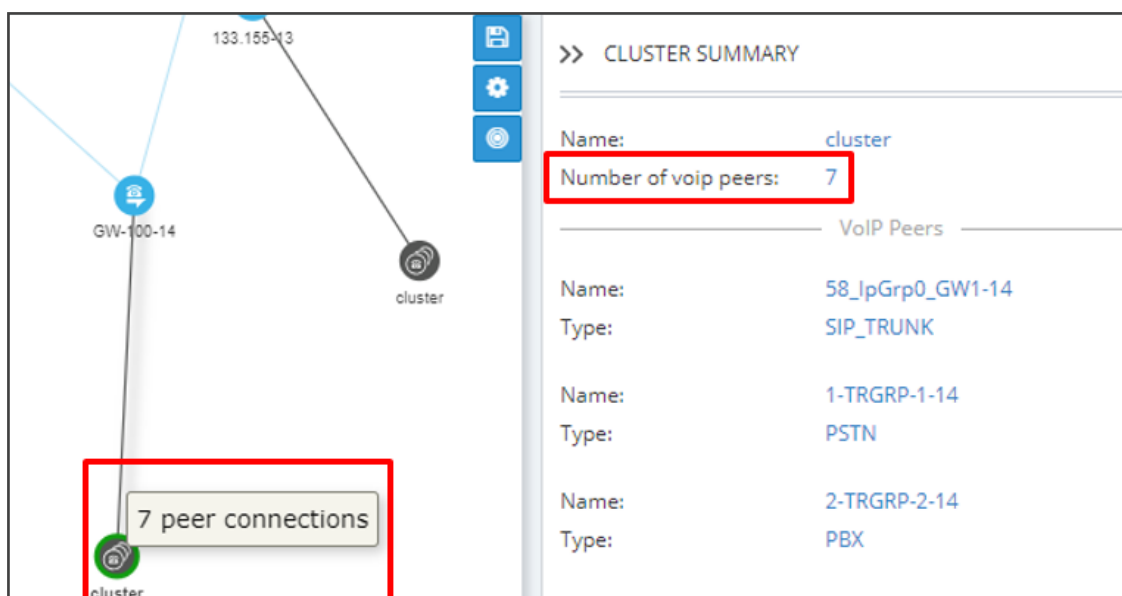 133.155-13
GW-100-14
cluster
7 peer connections
cluster
CLUSTER SUMMARY
Name: cluster
Number of voip peers: 7
VoIP Peers
Name: 58_IpGrp0_GW1-14
Type: SIP_TRUNK
Name: 1-TRGRP-1-14
Type: PSTN
Name: 2-TRGRP-2-14
Type: PBX